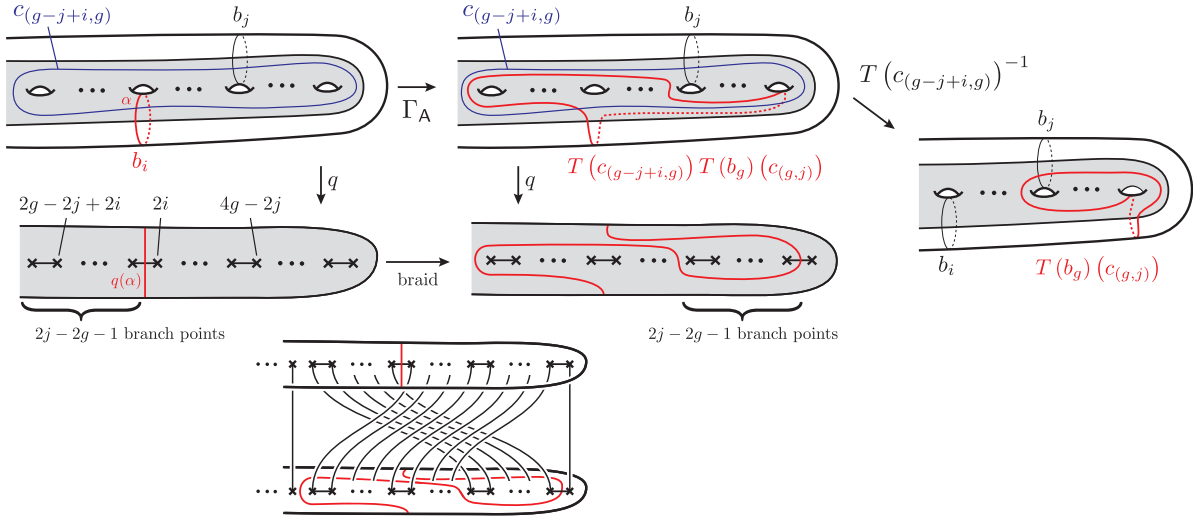 c_{(g−j+i,g)}
b_j
α
b_i
Γ_A
c_{(g−j+i,g)}
b_j
T (c_{(g−j+i,g)}) T (b_g) (c_{(g,j)})
T (c_{(g−j+i,g)})^{−1}
b_j
b_i
T (b_g) (c_{(g,j)})
q
q
2g − 2j + 2i
2i
4g − 2j
q(α)
2j − 2g − 1 branch points
braid
2j − 2g − 1 branch points